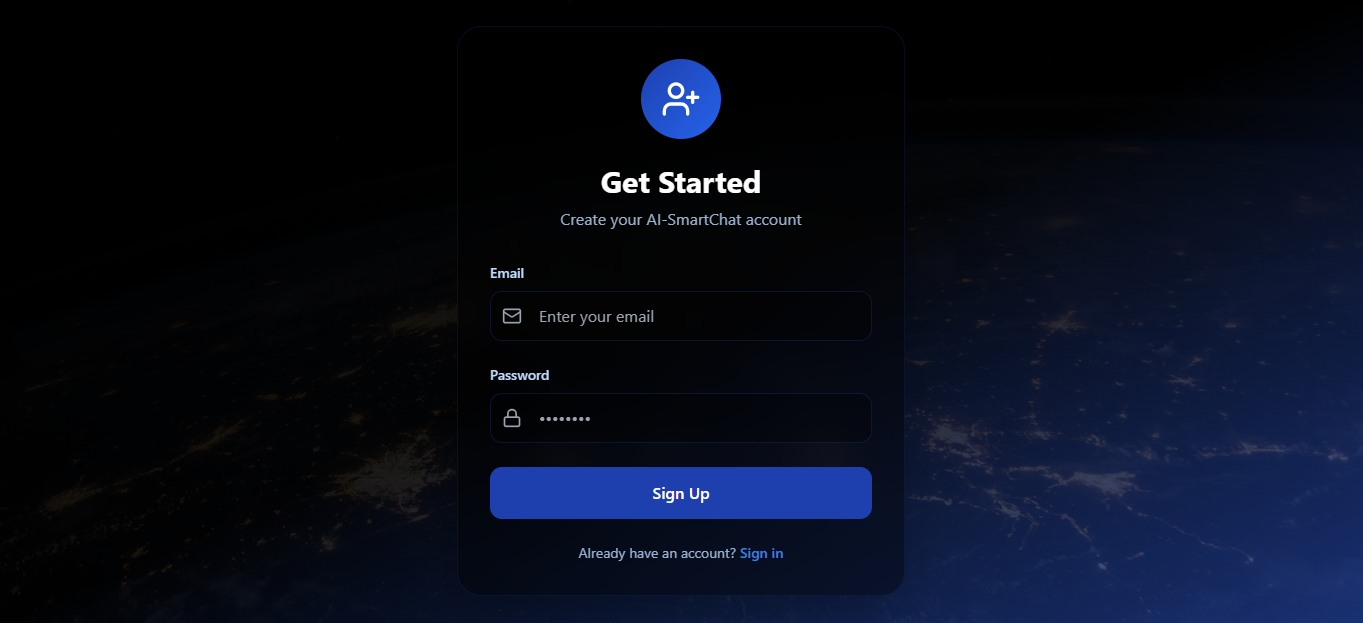 Get Started
Create your AI-SmartChat account
Email
Enter your email
Password
••••••••
Sign Up
Already have an account? Sign in